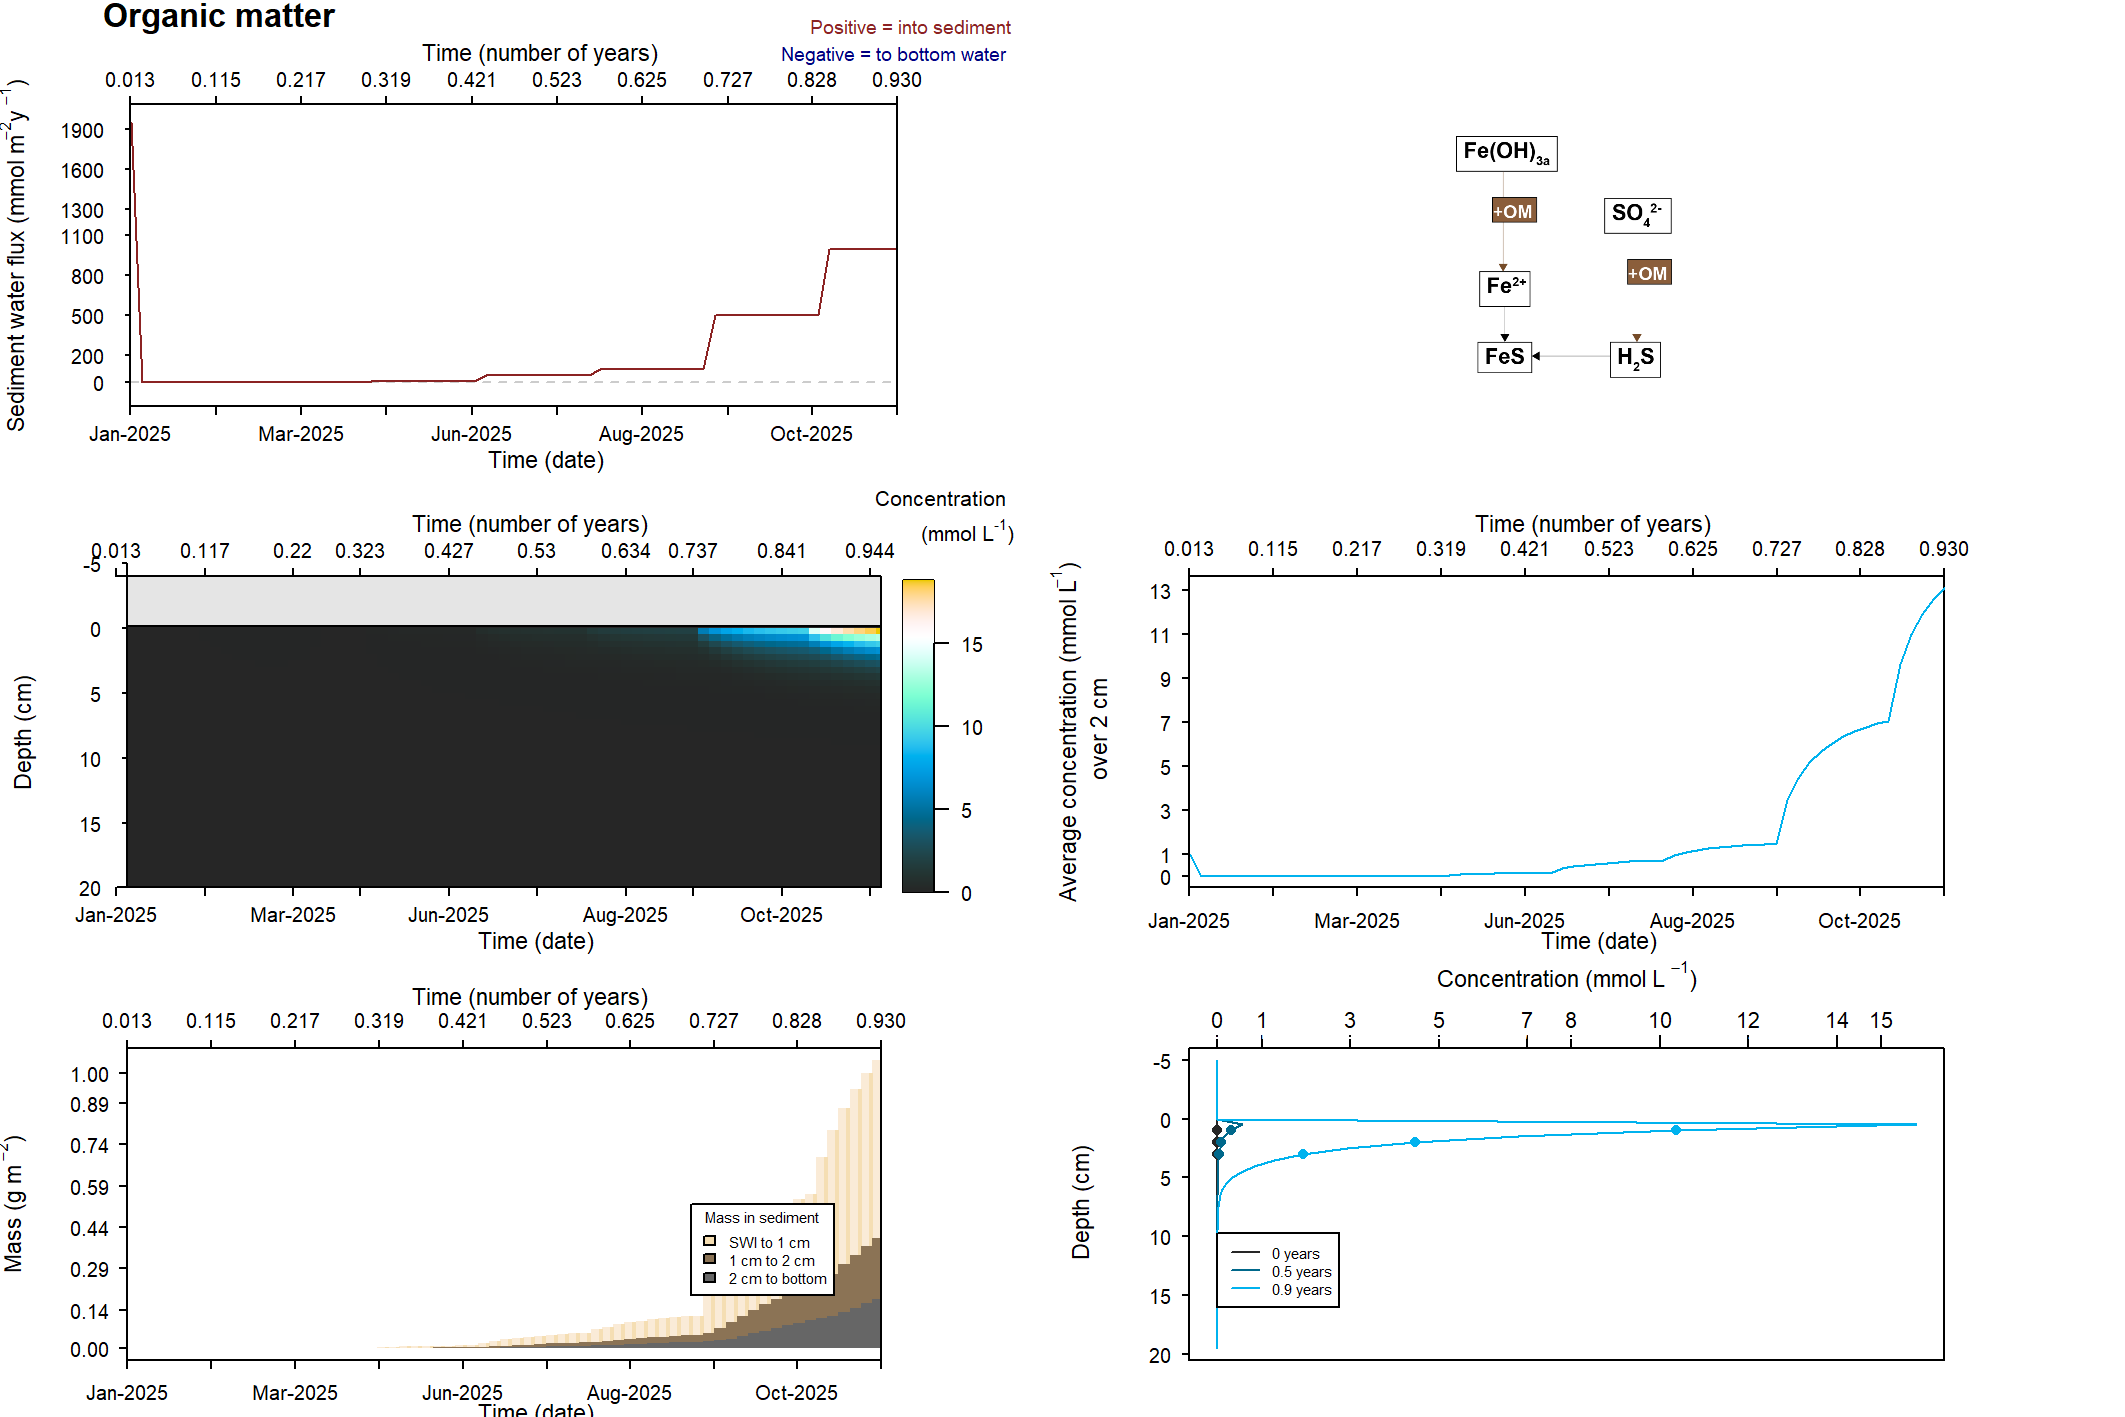 Organic matter
Positive = into sediment
Negative = to bottom water
Time (number of years)
0.013 0.115 0.217 0.319 0.421 0.523 0.625 0.727 0.828 0.930
Sediment water flux (mmol m⁻² y⁻¹)
1900
1600
1300
1100
800
500
200
0
Jan-2025 Mar-2025 Jun-2025 Aug-2025 Oct-2025
Time (date)
Fe(OH)₃ₐ
+OM
SO₄²⁻
+OM
Fe²⁺
FeS
H₂S
Concentration
(mmol L⁻¹)
Time (number of years)
0.013 0.117 0.22 0.323 0.427 0.53 0.634 0.737 0.841 0.944
Depth (cm)
-5
0
5
10
15
20
15
10
5
0
Jan-2025 Mar-2025 Jun-2025 Aug-2025 Oct-2025
Time (date)
Time (number of years)
0.013 0.115 0.217 0.319 0.421 0.523 0.625 0.727 0.828 0.930
Average concentration (mmol L⁻¹)
over 2 cm
13
11
9
7
5
3
1
0
Jan-2025 Mar-2025 Jun-2025 Aug-2025 Oct-2025
Time (date)
Time (number of years)
0.013 0.115 0.217 0.319 0.421 0.523 0.625 0.727 0.828 0.930
Mass (g m⁻²)
1.00
0.89
0.74
0.59
0.44
0.29
0.14
0.00
Mass in sediment
SWI to 1 cm
1 cm to 2 cm
2 cm to bottom
Jan-2025 Mar-2025 Jun-2025 Aug-2025 Oct-2025
Time (date)
Concentration (mmol L⁻¹)
0 1 3 5 7 8 10 12 14 15
Depth (cm)
-5
0
5
10
15
20
0 years
0.5 years
0.9 years